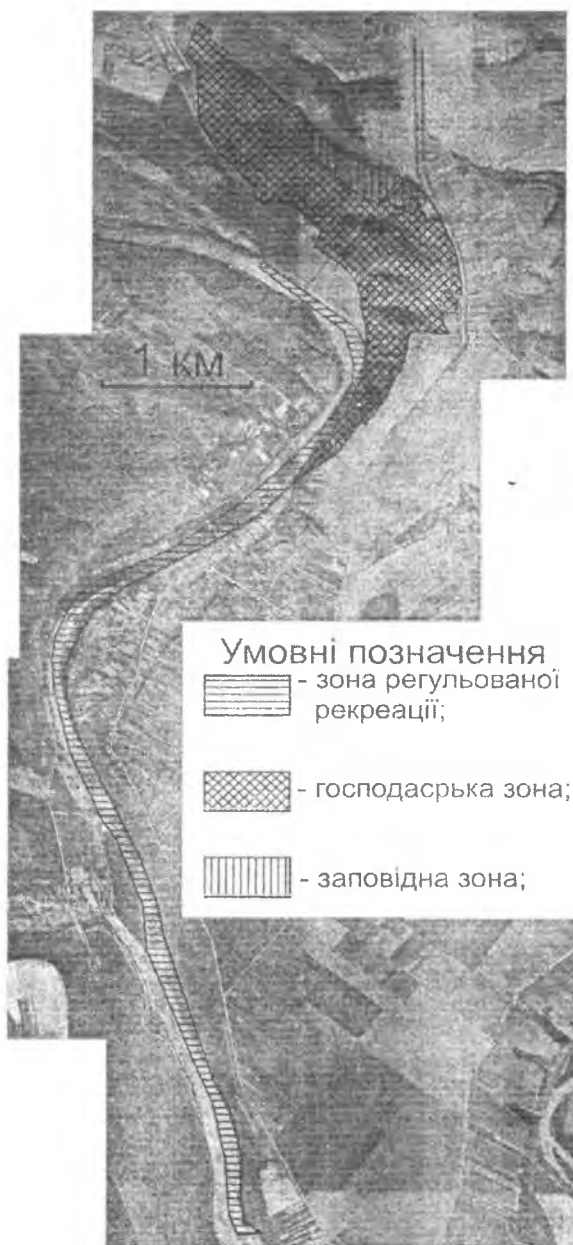 1 км
Умовні позначення
- зона регульованої
рекреації;
- господасрька зона;
- заповідна зона;